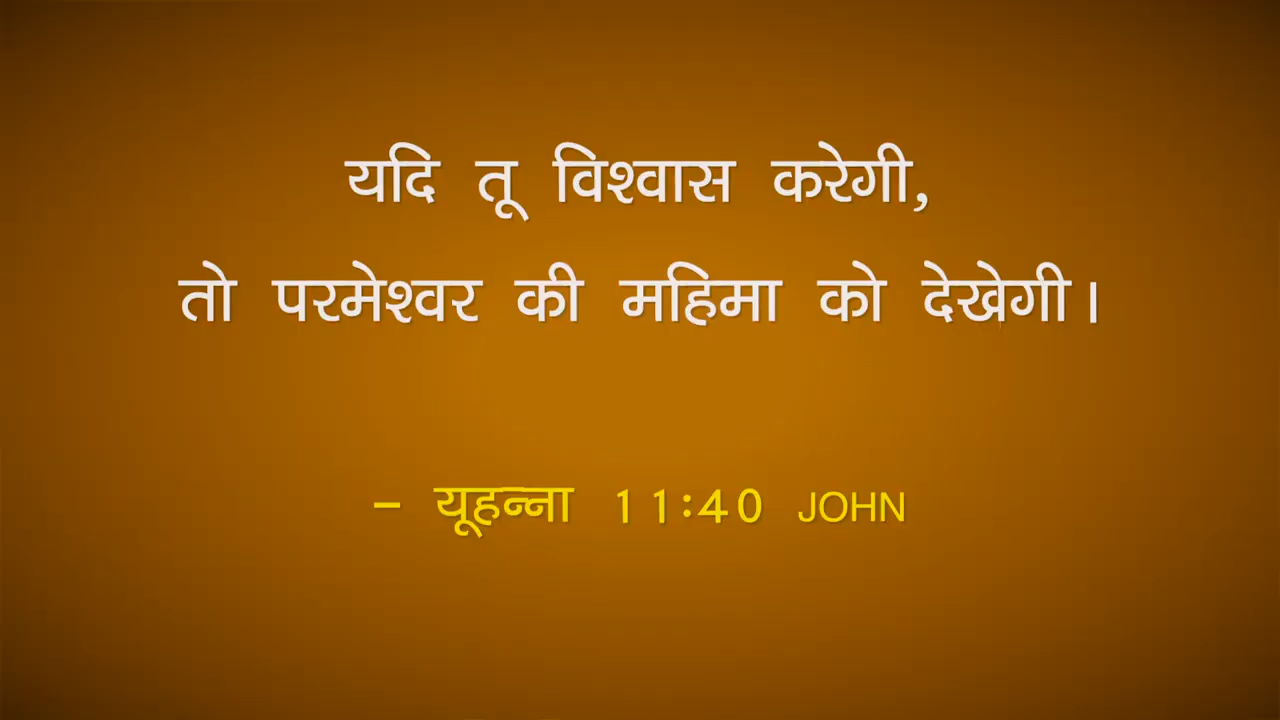 यदि तू विश्वास करेगी,
तो परमेश्वर की महिमा को देखेगी।
– यूहन्ना 11:40 JOHN